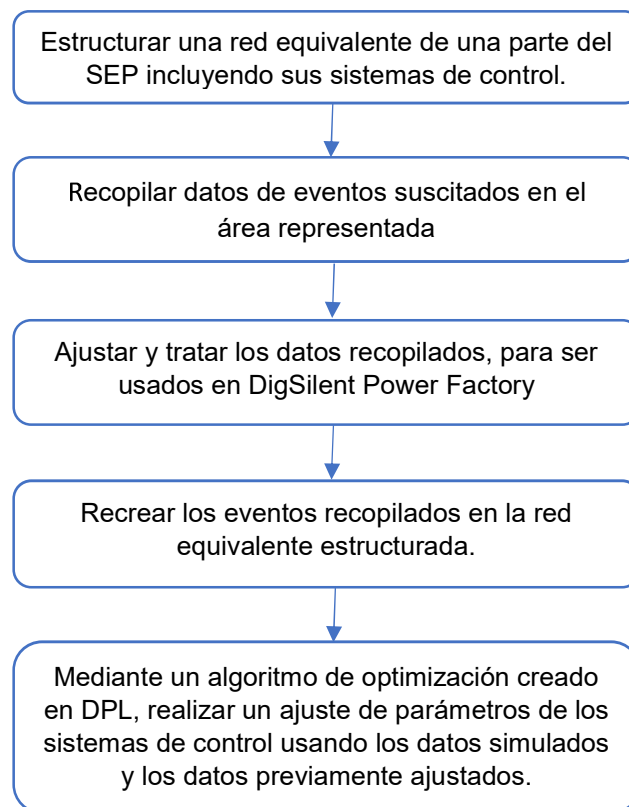 Estructurar una red equivalente de una parte del
SEP incluyendo sus sistemas de control.
Recopilar datos de eventos suscitados en el
área representada
Ajustar y tratar los datos recopilados, para ser
usados en DigSilent Power Factory
Recrear los eventos recopilados en la red
equivalente estructurada.
Mediante un algoritmo de optimización creado
en DPL, realizar un ajuste de parámetros de los
sistemas de control usando los datos simulados
y los datos previamente ajustados.